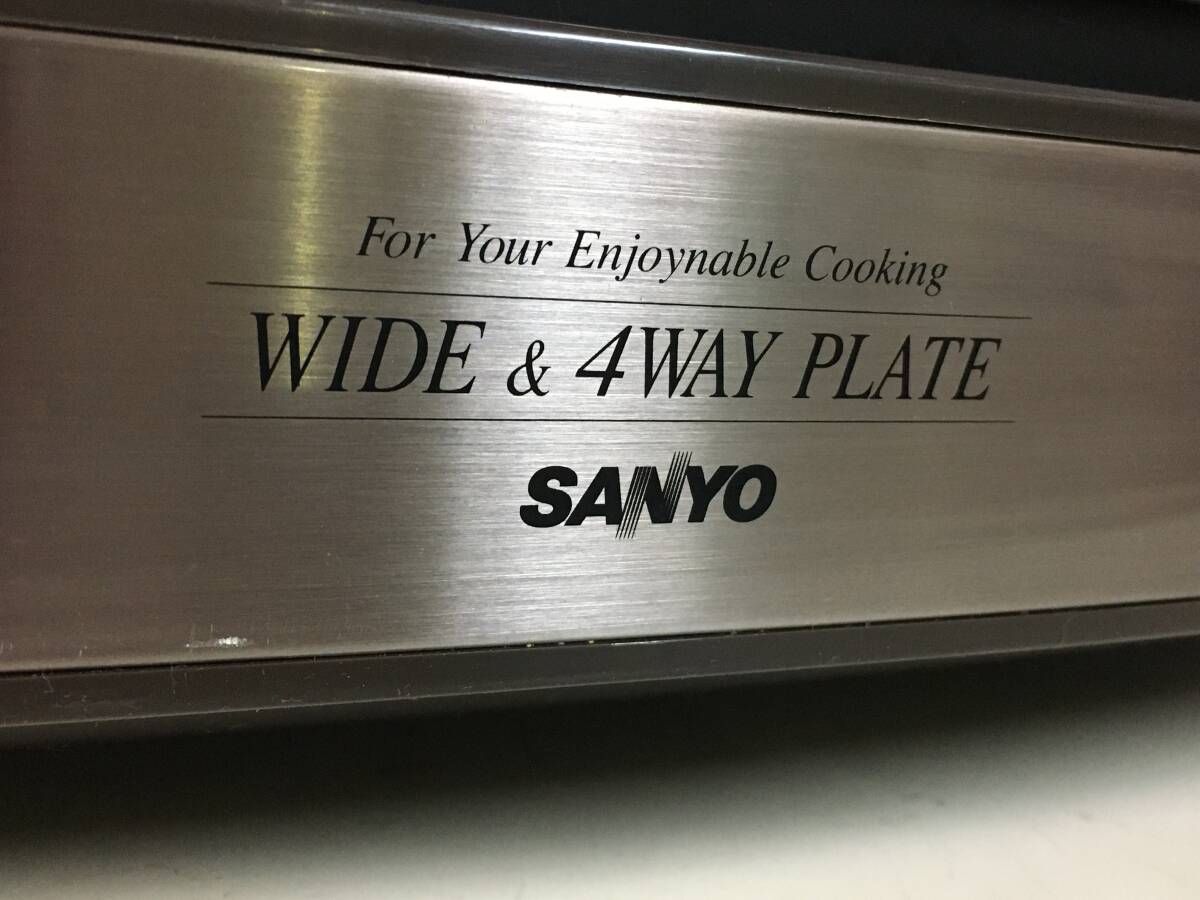 For Your Enjoynable Cooking
WIDE & 4WAY PLATE
SANYO